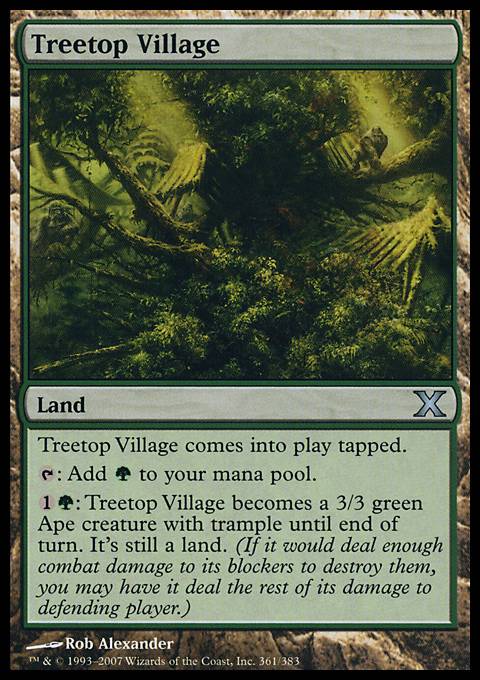 Treetop Village
Land
X
Treetop Village comes into play tapped.
: Add to your mana pool.
1 : Treetop Village becomes a 3/3 green
Ape creature with trample until end of
turn. It's still a land. (If it would deal enough
combat damage to its blockers to destroy them,
you may have it deal the rest of its damage to
defending player.)
Rob Alexander
™ & © 1993–2007 Wizards of the Coast, Inc. 361/383